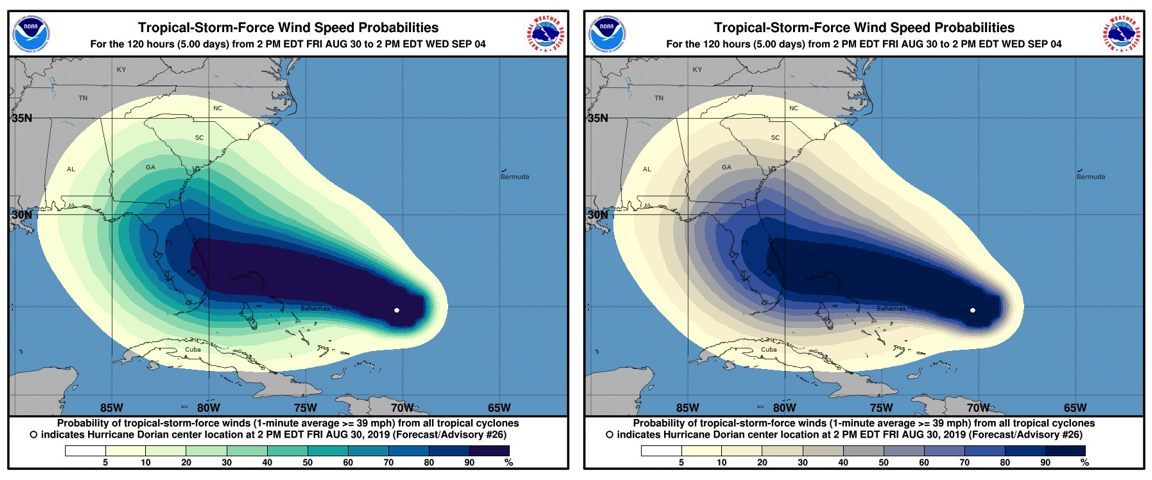 Tropical-Storm-Force Wind Speed Probabilities
For the 120 hours (5.00 days) from 2 PM EDT FRI AUG 30 to 2 PM EDT WED SEP 04
NOAA
KY
TN
NC
35N
SC
AL
GA
MS
Bermuda
30N
FL
Bahamas
Cuba
85W 80W 75W 70W 65W
Probability of tropical-storm-force winds (1-minute average >= 39 mph) from all tropical cyclones
indicates Hurricane Dorian center location at 2 PM EDT FRI AUG 30, 2019 (Forecast/Advisory #26)
5 10 20 30 40 50 60 70 80 90 %
Tropical-Storm-Force Wind Speed Probabilities
For the 120 hours (5.00 days) from 2 PM EDT FRI AUG 30 to 2 PM EDT WED SEP 04
NOAA
KY
TN
NC
35N
SC
AL
GA
MS
Bermuda
30N
FL
Bahamas
Cuba
85W 80W 75W 70W 65W
Probability of tropical-storm-force winds (1-minute average >= 39 mph) from all tropical cyclones
indicates Hurricane Dorian center location at 2 PM EDT FRI AUG 30, 2019 (Forecast/Advisory #26)
5 10 20 30 40 50 60 70 80 90 %